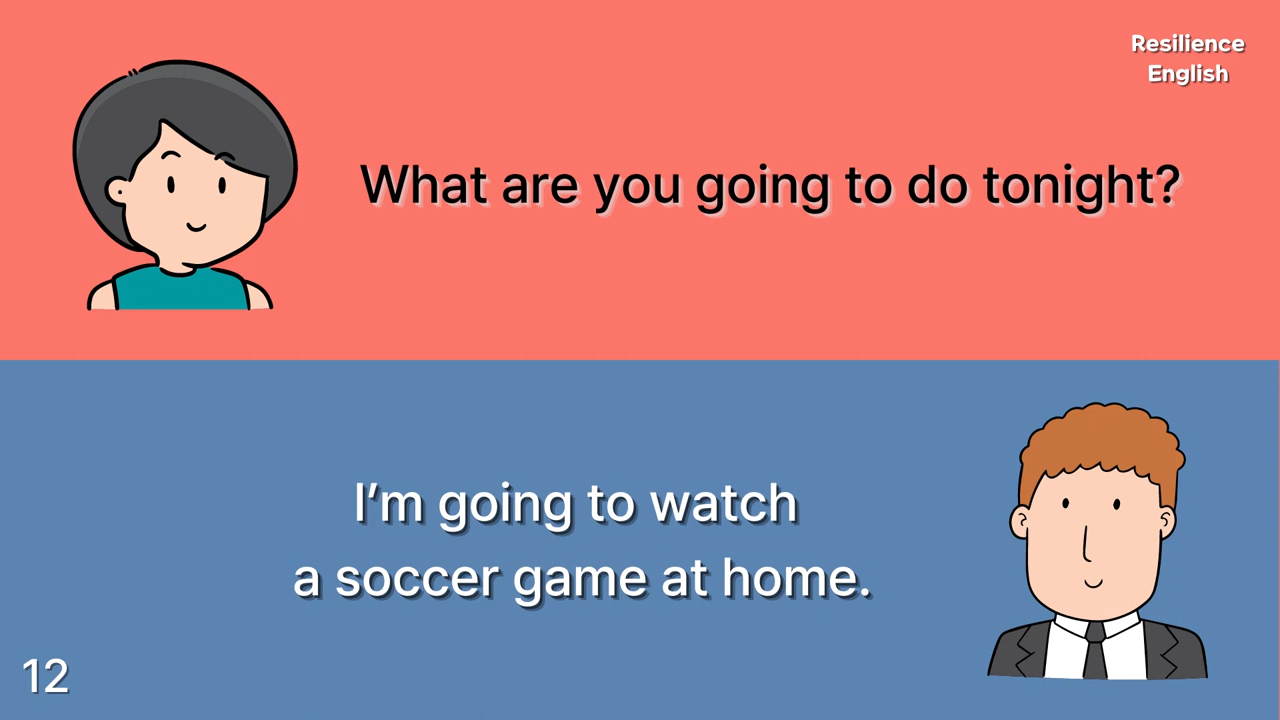 Resilience
English
What are you going to do tonight?
I’m going to watch
a soccer game at home.
12